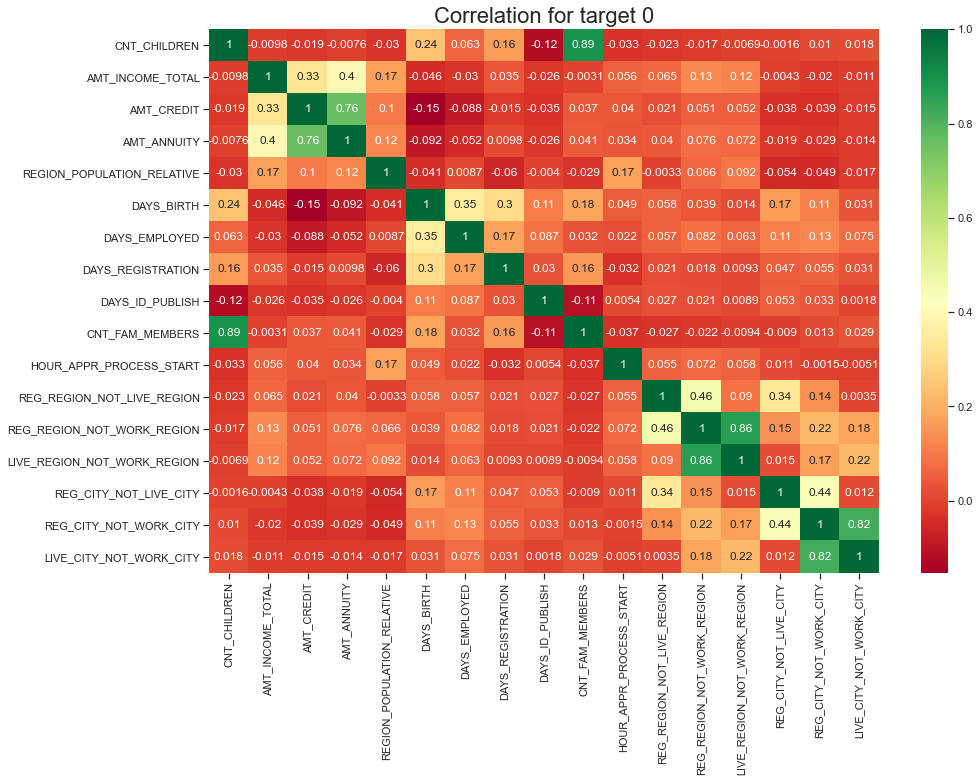 Correlation for target 0
CNT_CHILDREN 1 -0.0098 -0.019 -0.0076 -0.03 0.24 0.063 0.16 -0.12 0.89 -0.033 -0.023 -0.017 -0.0069 -0.0016 0.01 0.018
AMT_INCOME_TOTAL -0.0098 1 0.33 0.4 0.17 -0.046 -0.03 0.035 -0.026 -0.0031 0.056 0.065 0.13 0.12 -0.0043 -0.02 -0.011
AMT_CREDIT -0.019 0.33 1 0.76 0.1 -0.15 -0.088 -0.015 -0.035 0.037 0.04 0.021 0.051 0.052 -0.038 -0.039 -0.015
AMT_ANNUITY -0.0076 0.4 0.76 1 0.12 -0.092 -0.052 0.0098 -0.026 0.041 0.034 0.04 0.076 0.072 -0.019 -0.029 -0.014
REGION_POPULATION_RELATIVE -0.03 0.17 0.1 0.12 1 -0.041 0.0087 -0.06 -0.004 -0.029 0.17 -0.0033 0.066 0.092 -0.054 -0.049 -0.017
DAYS_BIRTH 0.24 -0.046 -0.15 -0.092 -0.041 1 0.35 0.3 0.11 0.18 0.049 0.058 0.039 0.014 0.17 0.11 0.031
DAYS_EMPLOYED 0.063 -0.03 -0.088 -0.052 0.0087 0.35 1 0.17 0.087 0.032 0.022 0.057 0.082 0.063 0.11 0.13 0.075
DAYS_REGISTRATION 0.16 0.035 -0.015 0.0098 -0.06 0.3 0.17 1 0.03 0.16 -0.032 0.021 0.018 0.0093 0.047 0.055 0.031
DAYS_ID_PUBLISH -0.12 -0.026 -0.035 -0.026 -0.004 0.11 0.087 0.03 1 -0.11 0.0054 0.027 0.021 0.0089 0.053 0.033 0.0018
CNT_FAM_MEMBERS 0.89 -0.0031 0.037 0.041 -0.029 0.18 0.032 0.16 -0.11 1 -0.037 -0.027 -0.022 -0.0094 -0.009 0.013 0.029
HOUR_APPR_PROCESS_START -0.033 0.056 0.04 0.034 0.17 0.049 0.022 -0.032 0.0054 -0.037 1 0.055 0.072 0.058 0.011 -0.0015 -0.0051
REG_REGION_NOT_LIVE_REGION -0.023 0.065 0.021 0.04 -0.0033 0.058 0.057 0.021 0.027 -0.027 0.055 1 0.46 0.09 0.34 0.14 0.0035
REG_REGION_NOT_WORK_REGION -0.017 0.13 0.051 0.076 0.066 0.039 0.082 0.018 0.021 -0.022 0.072 0.46 1 0.86 0.15 0.22 0.18
LIVE_REGION_NOT_WORK_REGION -0.0069 0.12 0.052 0.072 0.092 0.014 0.063 0.0093 0.0089 -0.0094 0.058 0.09 0.86 1 0.015 0.17 0.22
REG_CITY_NOT_LIVE_CITY -0.0016 -0.0043 -0.038 -0.019 -0.054 0.17 0.11 0.047 0.053 -0.009 0.011 0.34 0.15 0.015 1 0.44 0.012
REG_CITY_NOT_WORK_CITY 0.01 -0.02 -0.039 -0.029 -0.049 0.11 0.13 0.055 0.033 0.013 -0.0015 0.14 0.22 0.17 0.44 1 0.82
LIVE_CITY_NOT_WORK_CITY 0.018 -0.011 -0.015 -0.014 -0.017 0.031 0.075 0.031 0.0018 0.029 -0.0051 0.0035 0.18 0.22 0.012 0.82 1
CNT_CHILDREN
AMT_INCOME_TOTAL
AMT_CREDIT
AMT_ANNUITY
REGION_POPULATION_RELATIVE
DAYS_BIRTH
DAYS_EMPLOYED
DAYS_REGISTRATION
DAYS_ID_PUBLISH
CNT_FAM_MEMBERS
HOUR_APPR_PROCESS_START
REG_REGION_NOT_LIVE_REGION
REG_REGION_NOT_WORK_REGION
LIVE_REGION_NOT_WORK_REGION
REG_CITY_NOT_LIVE_CITY
REG_CITY_NOT_WORK_CITY
LIVE_CITY_NOT_WORK_CITY
1.0
0.8
0.6
0.4
0.2
0.0